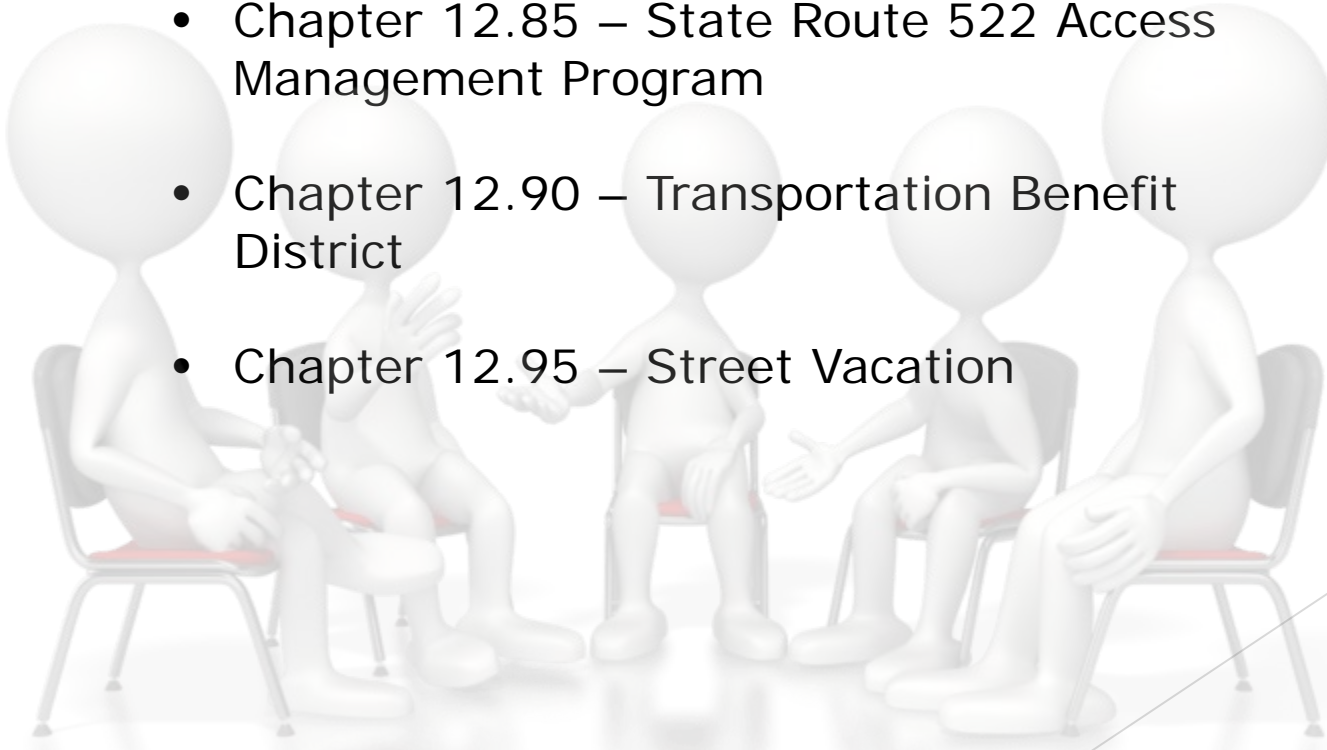 • Chapter 12.85 – State Route 522 Access
Management Program
• Chapter 12.90 – Transportation Benefit
District
• Chapter 12.95 – Street Vacation